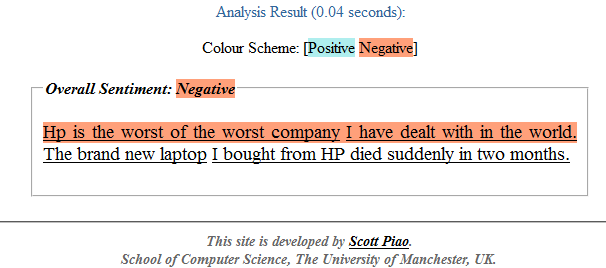 Analysis Result (0.04 seconds):
Colour Scheme: [Positive Negative]
Overall Sentiment: Negative
Hp is the worst of the worst company I have dealt with in the world.
The brand new laptop I bought from HP died suddenly in two months.
This site is developed by Scott Piao.
School of Computer Science, The University of Manchester, UK.